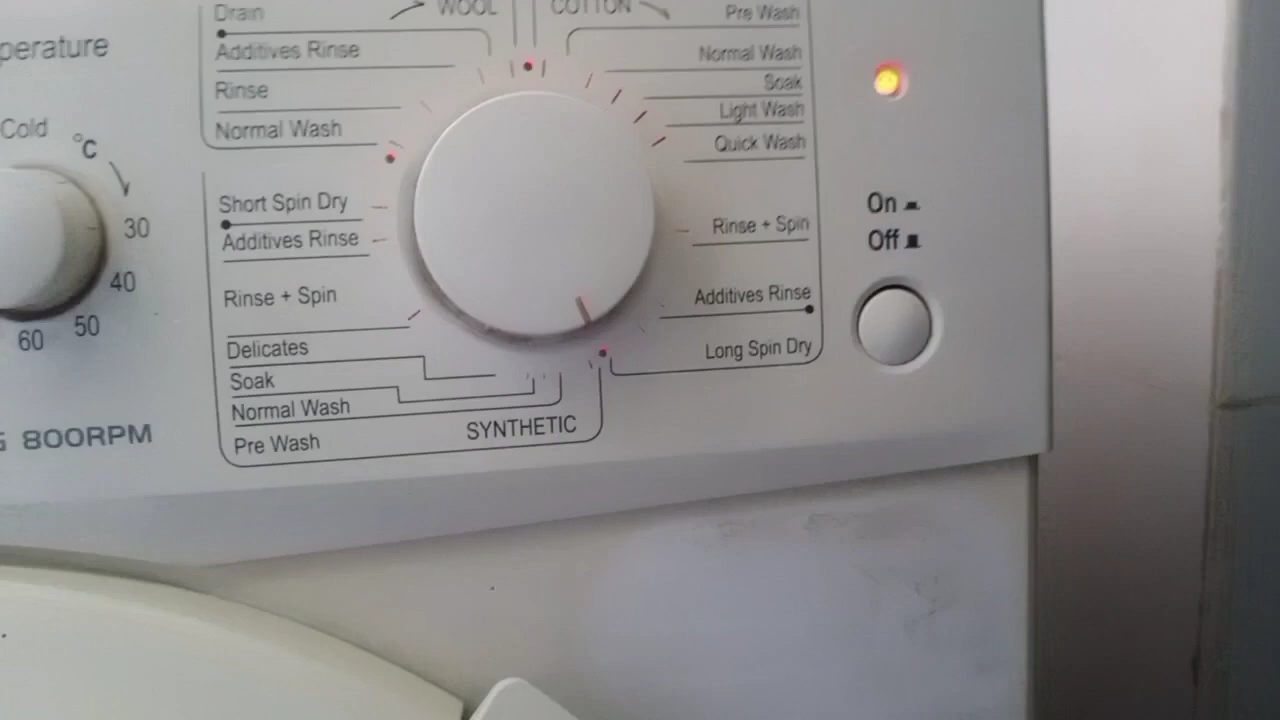 Drain
WOOL
COTTON
Pre Wash
Additives Rinse
Normal Wash
Soak
Rinse
Light Wash
Normal Wash
Quick Wash
perature
Cold
°C
30
40
50
60
Short Spin Dry
Additives Rinse
Rinse + Spin
Rinse + Spin
Additives Rinse
Delicates
Long Spin Dry
Soak
Normal Wash
Pre Wash
SYNTHETIC
On
Off
800RPM